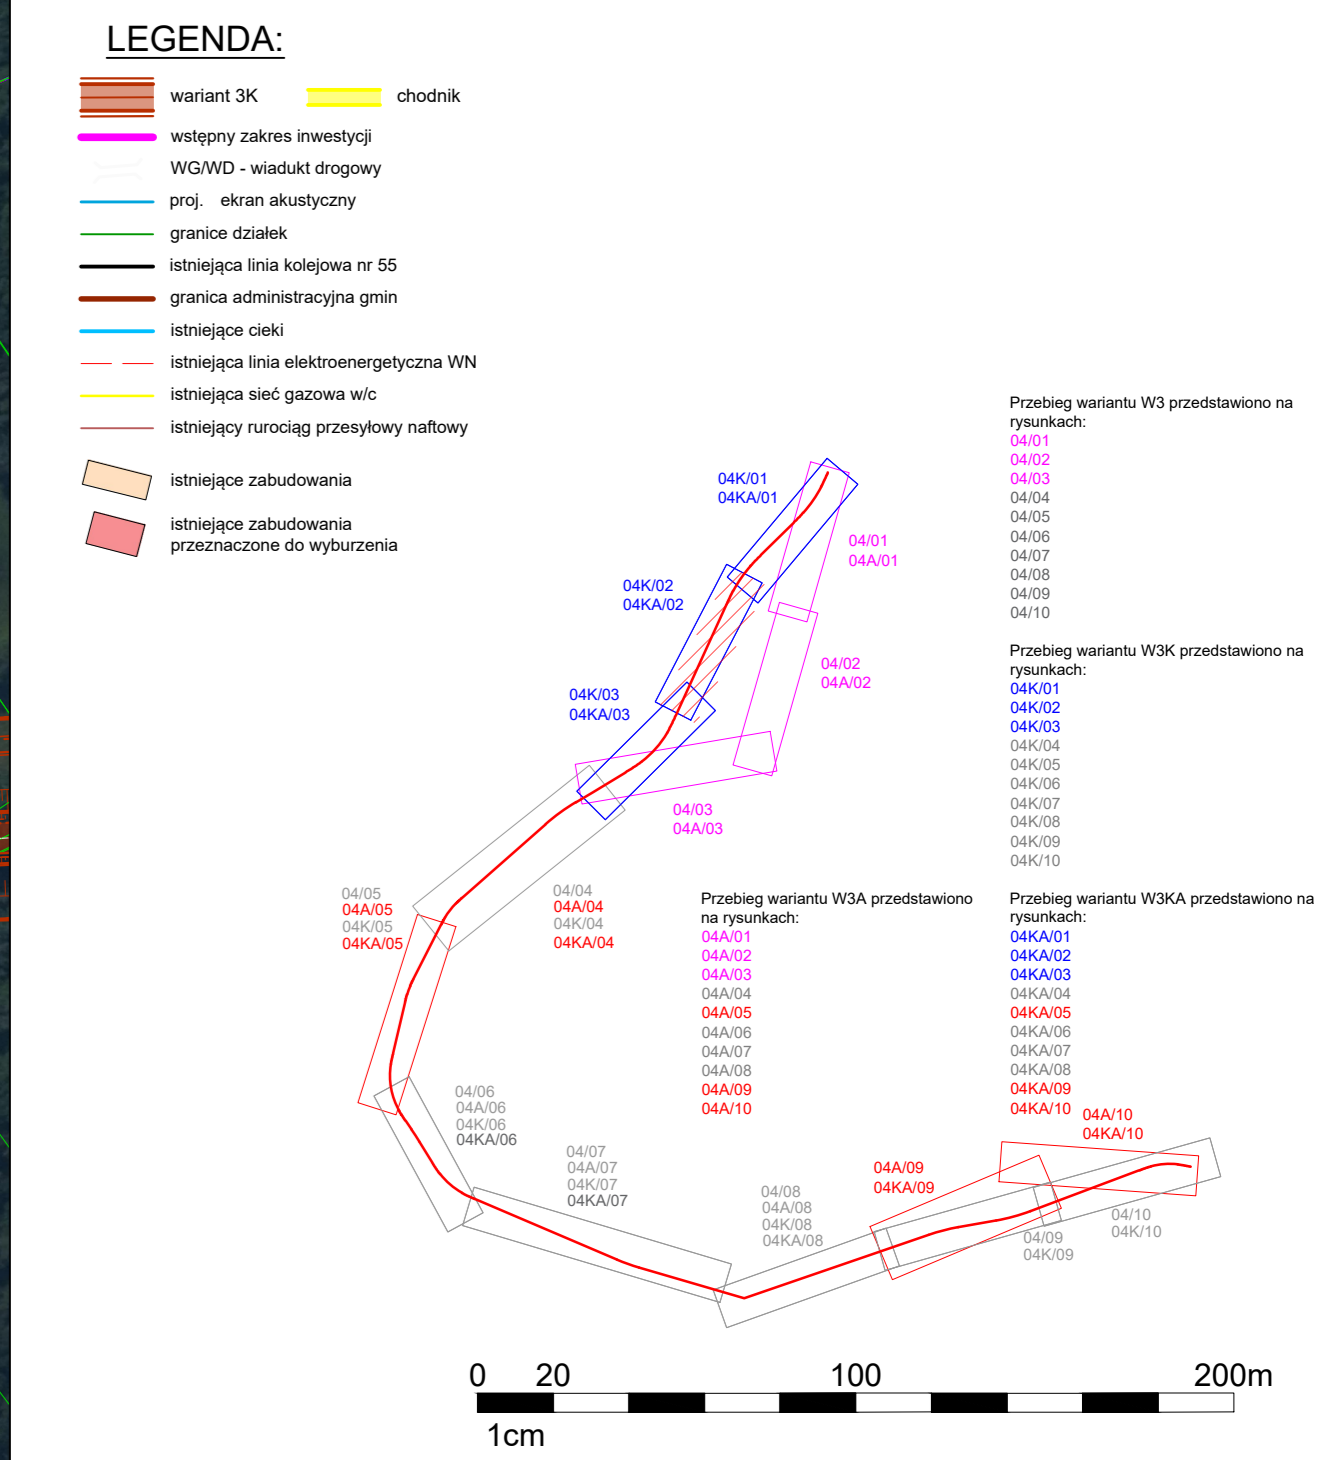 LEGENDA:
wariant 3K
chodnik
wstępny zakres inwestycji
WG/WD - wiadukt drogowy
proj. ekran akustyczny
granice działek
istniejąca linia kolejowa nr 55
granica administracyjna gmin
istniejące cieki
istniejąca linia elektroenergetyczna WN
istniejąca sieć gazowa w/c
istniejący rurociąg przesyłowy naftowy
istniejące zabudowania
istniejące zabudowania
przeznaczone do wyburzenia
04K/01
04KA/01
04/01
04A/01
04K/02
04KA/02
04/02
04A/02
04K/03
04KA/03
04/03
04A/03
Przebieg wariantu W3 przedstawiono na
rysunkach:
04/01
04/02
04/03
04/04
04/05
04/06
04/07
04/08
04/09
04/10
Przebieg wariantu W3K przedstawiono na
rysunkach:
04K/01
04K/02
04K/03
04K/04
04K/05
04K/06
04K/07
04K/08
04K/09
04K/10
04/05
04A/05
04K/05
04KA/05
04/04
04A/04
04K/04
04KA/04
Przebieg wariantu W3A przedstawiono
na rysunkach:
04A/01
04A/02
04A/03
04A/04
04A/05
04A/06
04A/07
04A/08
04A/09
04A/10
Przebieg wariantu W3KA przedstawiono na
rysunkach:
04KA/01
04KA/02
04KA/03
04KA/04
04KA/05
04KA/06
04KA/07
04KA/08
04KA/09
04KA/10
04/06
04A/06
04K/06
04KA/06
04/07
04A/07
04K/07
04KA/07
04/08
04A/08
04K/08
04KA/08
04A/09
04KA/09
04A/10
04KA/10
04/09
04K/09
04/10
04K/10
0 20 100 200m
1cm